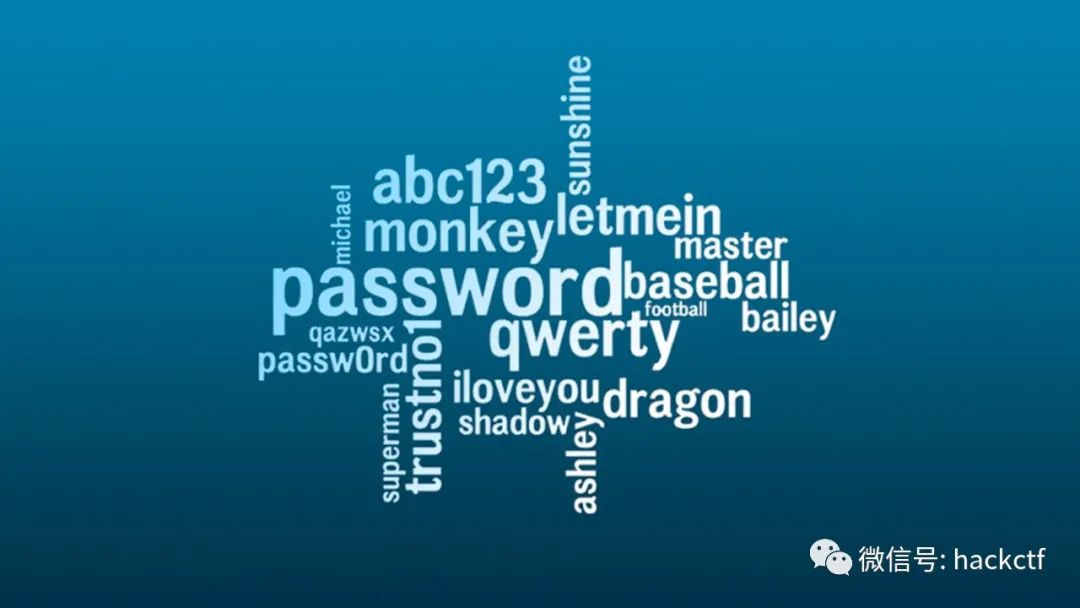 sunshine
abc123
michael
monkey
letmein
master
password
baseball
football
bailey
qazwsx
qwerty
passw0rd
trustno1
iloveyou
dragon
superman
shadow
ashley
微信号: hackctf